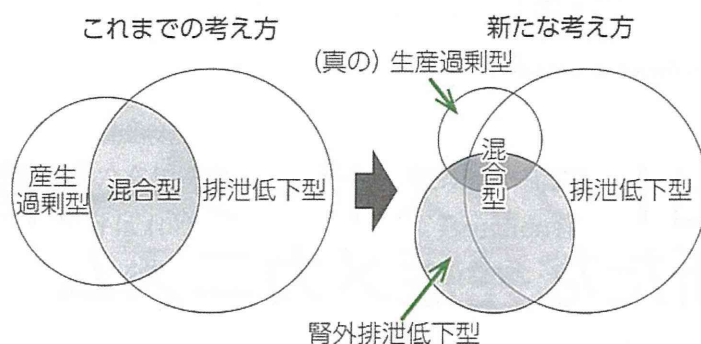 これまでの考え方
新たな考え方
(真の) 生産過剰型
産生
過剰型
混合型
排泄低下型
混合型
排泄低下型
腎外排泄低下型